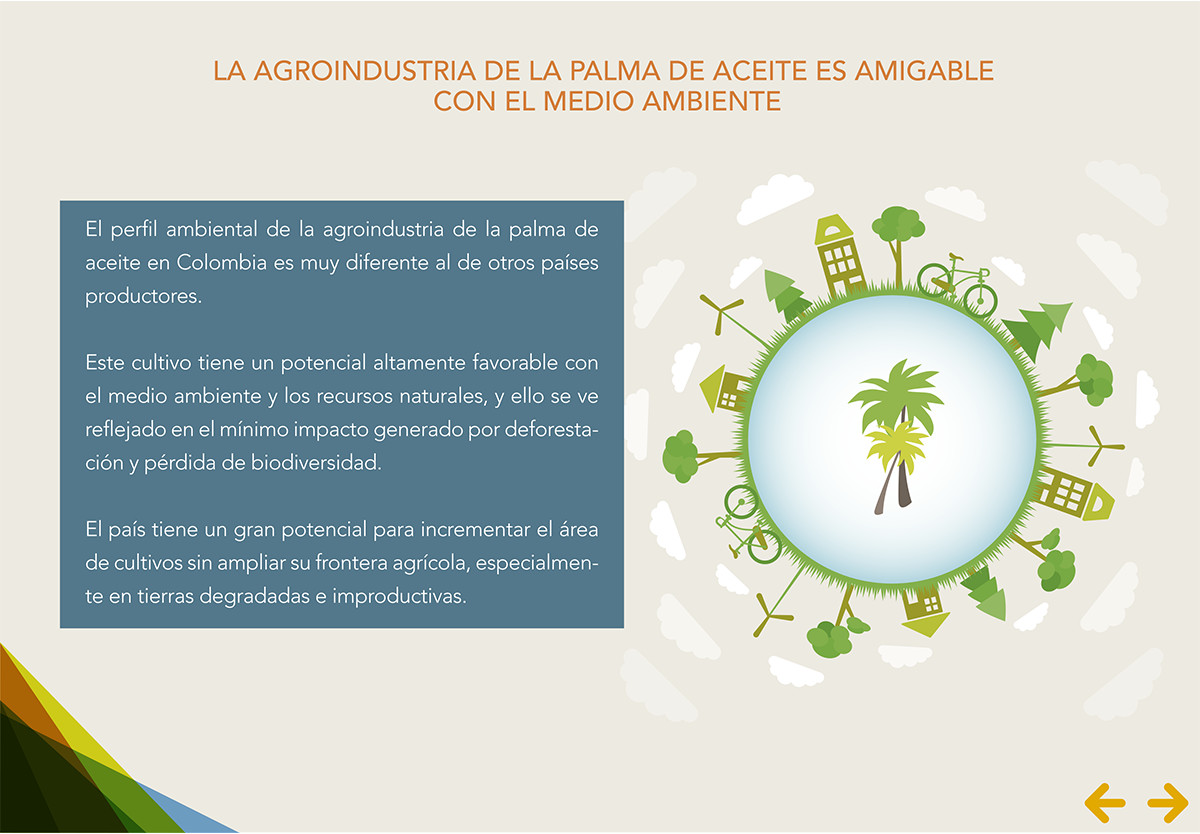 LA AGROINDUSTRIA DE LA PALMA DE ACEITE ES AMIGABLE
CON EL MEDIO AMBIENTE
El perfil ambiental de la agroindustria de la palma de
aceite en Colombia es muy diferente al de otros países
productores.
Este cultivo tiene un potencial altamente favorable con
el medio ambiente y los recursos naturales, y ello se ve
reflejado en el mínimo impacto generado por deforesta-
ción y pérdida de biodiversidad.
El país tiene un gran potencial para incrementar el área
de cultivos sin ampliar su frontera agrícola, especialmen-
te en tierras degradadas e improductivas.